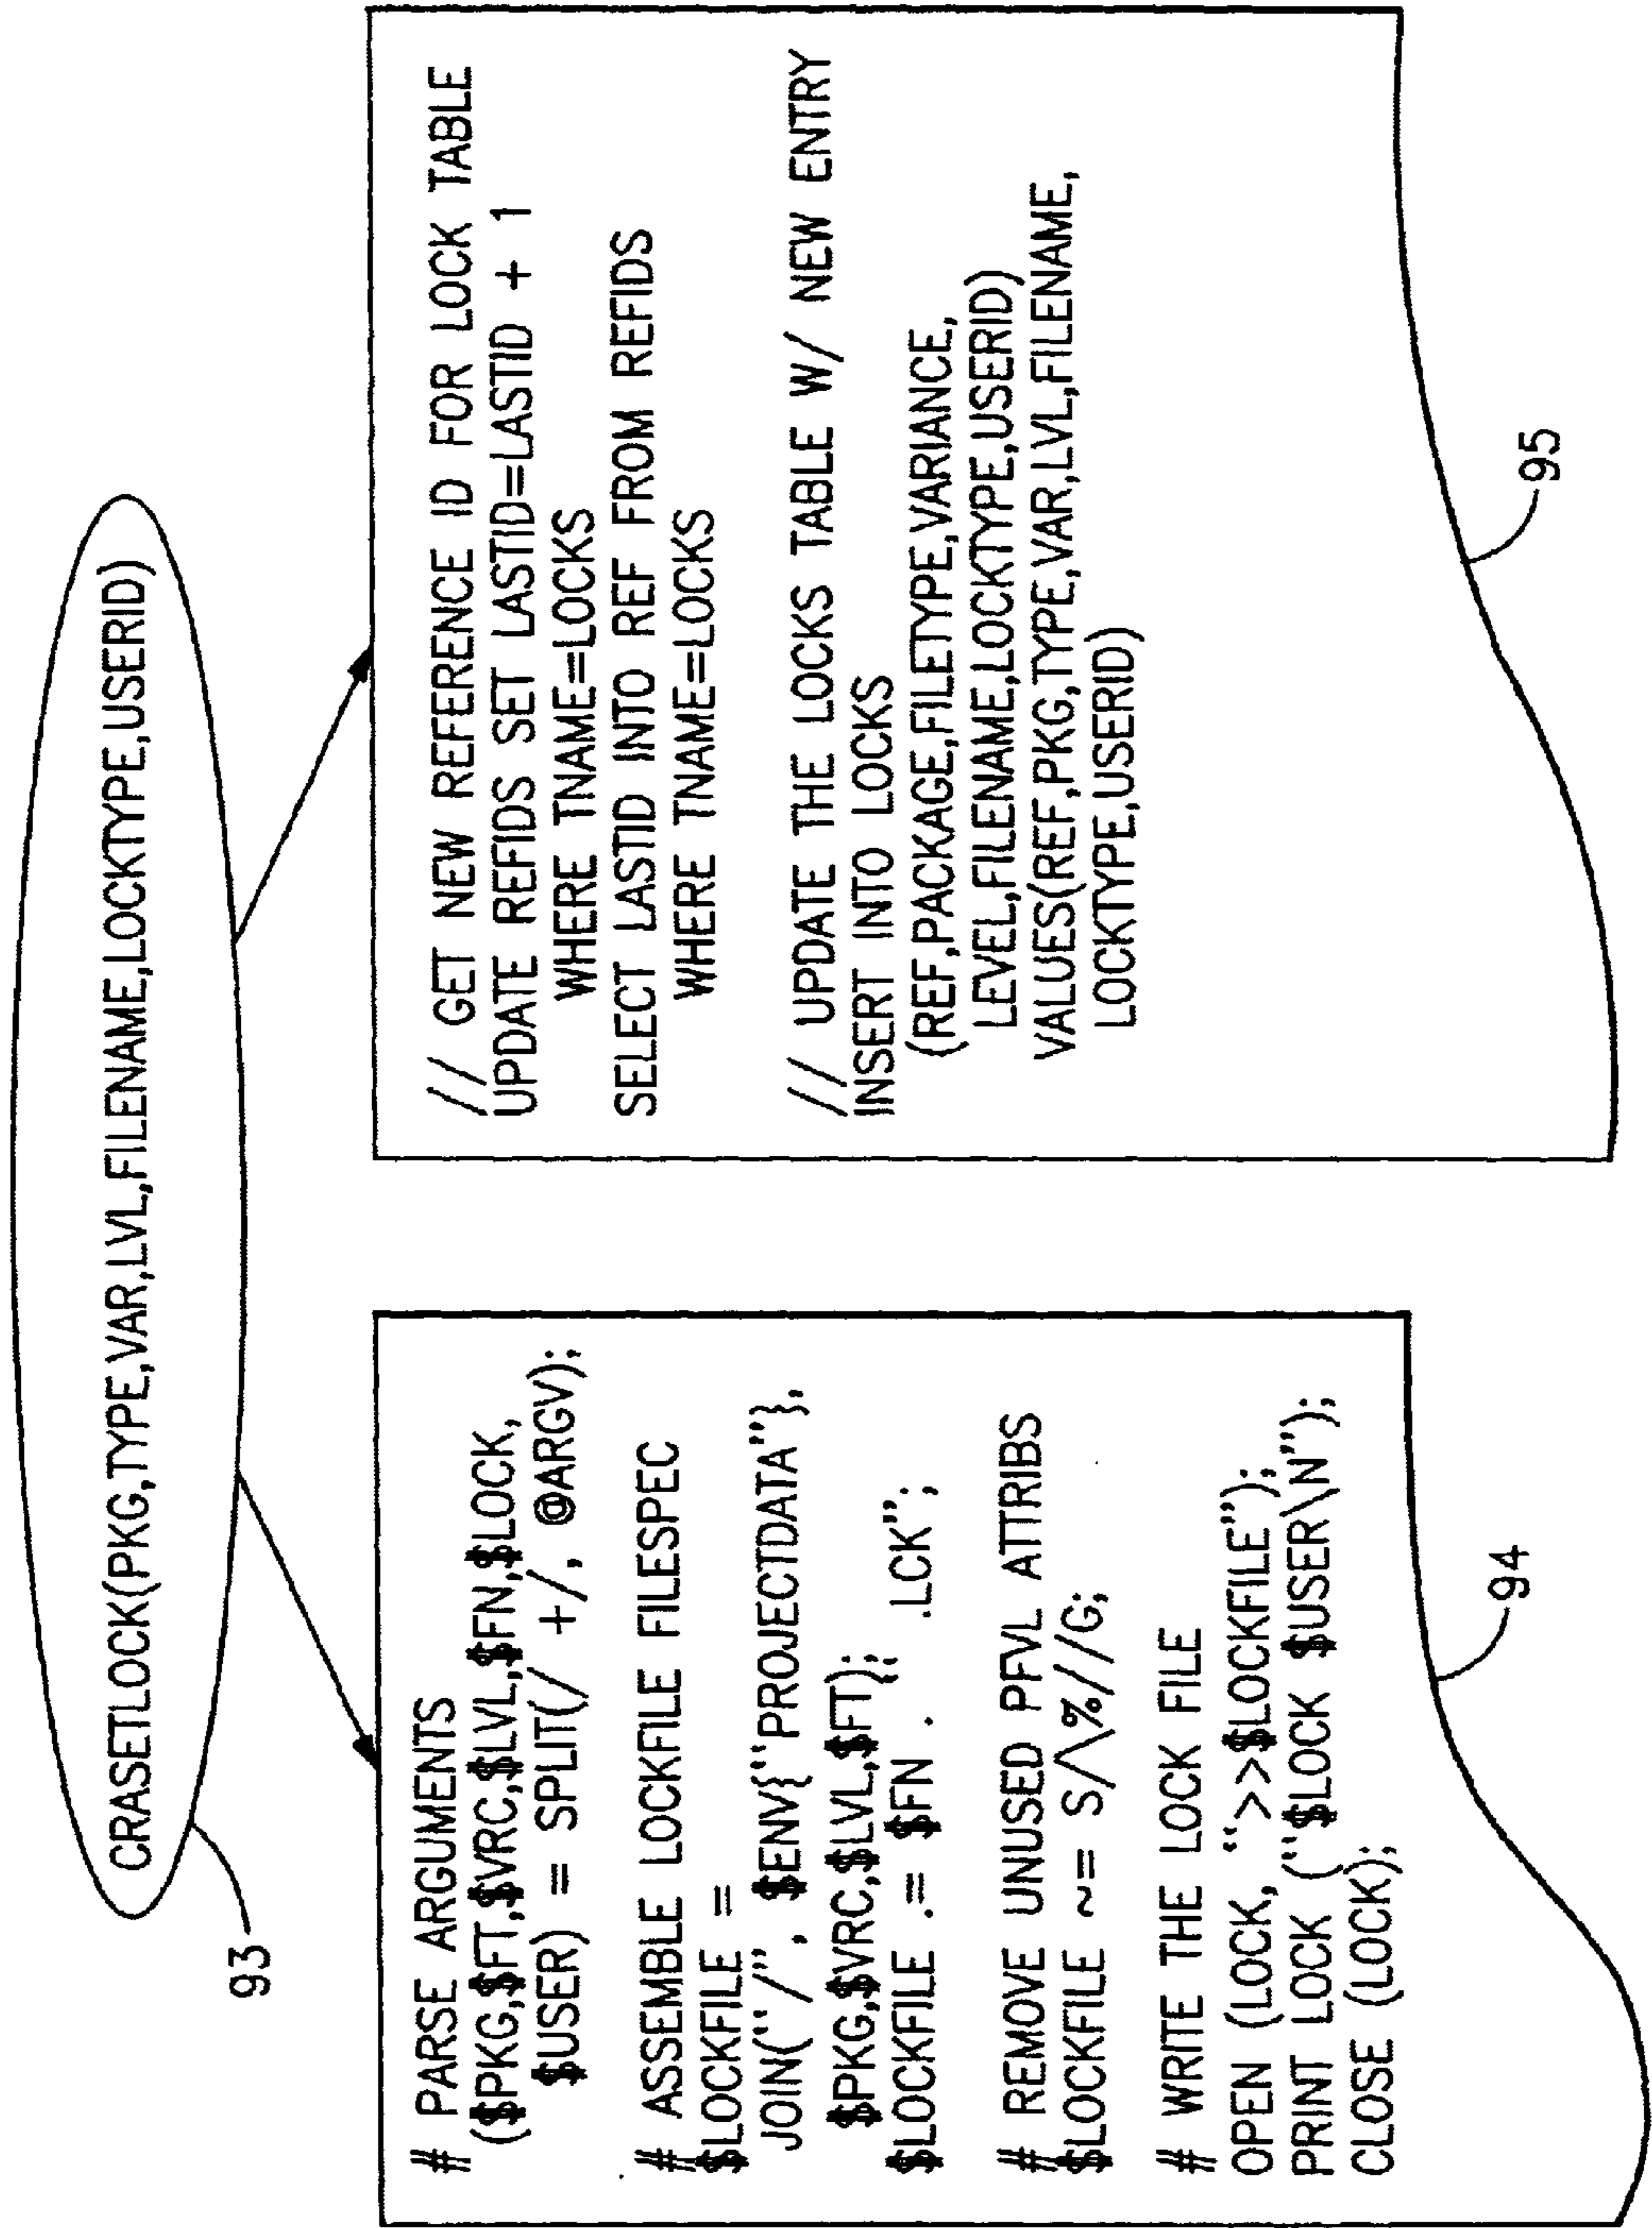 CRASETLOCK(PKG,TYPE,VAR,LVL,FILENAME,LOCKTYPE,USERID)
93
# PARSE ARGUMENTS
($PKG,$FT,$VRC,$LVL,$FN,$LOCK,
$USER) = SPLIT(/ +/, @ARGV);
# ASSEMBLE LOCKFILE FILESPEC
$LOCKFILE =
JOIN("/", $ENV{"PROJECTDATA"},
$PKG,$VRC,$LVL,$FT);
$LOCKFILE .= $FN . ".LCK";
# REMOVE UNUSED PFVL ATTRIBS
$LOCKFILE ~= S/\%//G;
# WRITE THE LOCK FILE
OPEN (LOCK, ">>$LOCKFILE");
PRINT LOCK ("$LOCK $USER\N");
CLOSE (LOCK);
94
// GET NEW REFERENCE ID FOR LOCK TABLE
UPDATE REFIDS SET LASTID=LASTID + 1
WHERE TNAME=LOCKS
SELECT LASTID INTO REF FROM REFIDS
WHERE TNAME=LOCKS
// UPDATE THE LOCKS TABLE W/ NEW ENTRY
INSERT INTO LOCKS
(REF,PACKAGE,FILETYPE,VARIANCE,
LEVEL,FILENAME,LOCKTYPE,USERID)
VALUES(REF,PKG,TYPE,VAR,LVL,FILENAME,
LOCKTYPE,USERID)
95